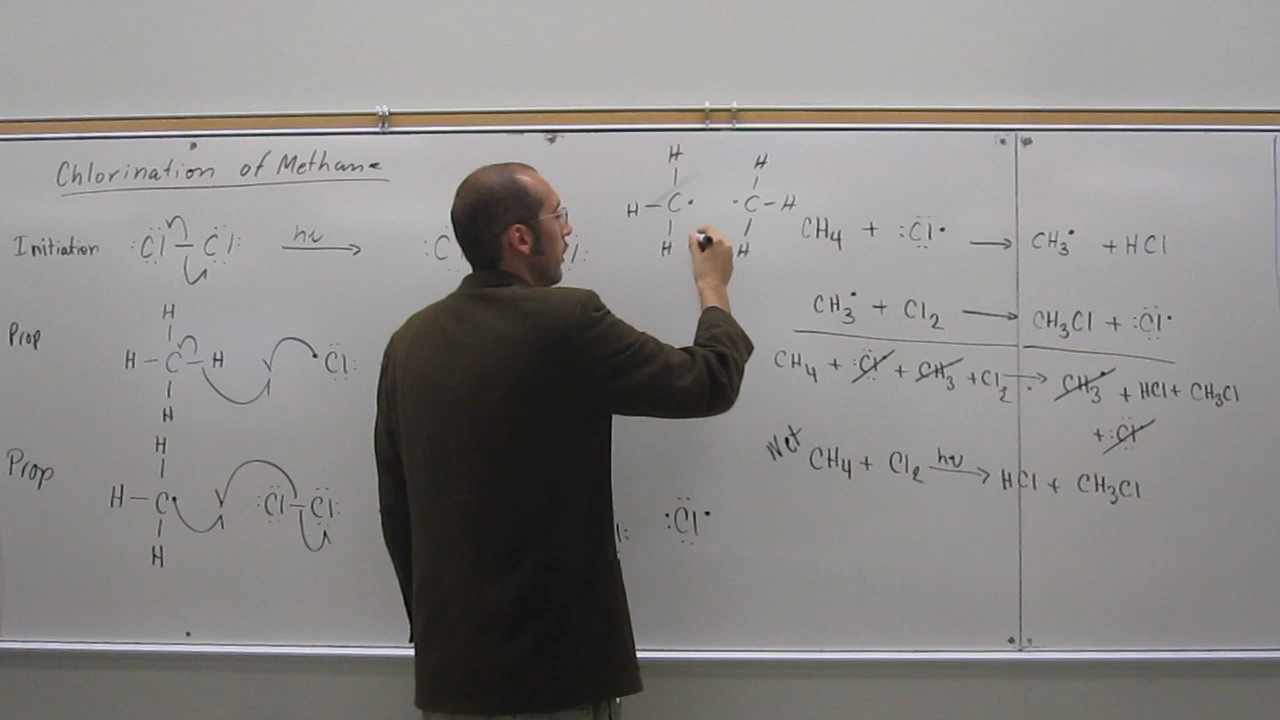 Chlorination of Methane
Initiation :Cl — Cl: hν → :C l:
H
H — C· ·C — H
H H
H
Prop
H
H — C — H Cl:
H
Prop
H
H — C· :Cl — Cl:
H
l: :Cl·
CH4 + :Cl· → CH3· + HCl
CH3· + Cl2 → CH3Cl + :Cl·
CH4 + :Cl· + CH3· + Cl2 → CH3· + HCl + CH3Cl
+ :Cl·
Net CH4 + Cl2 hν → HCl + CH3Cl